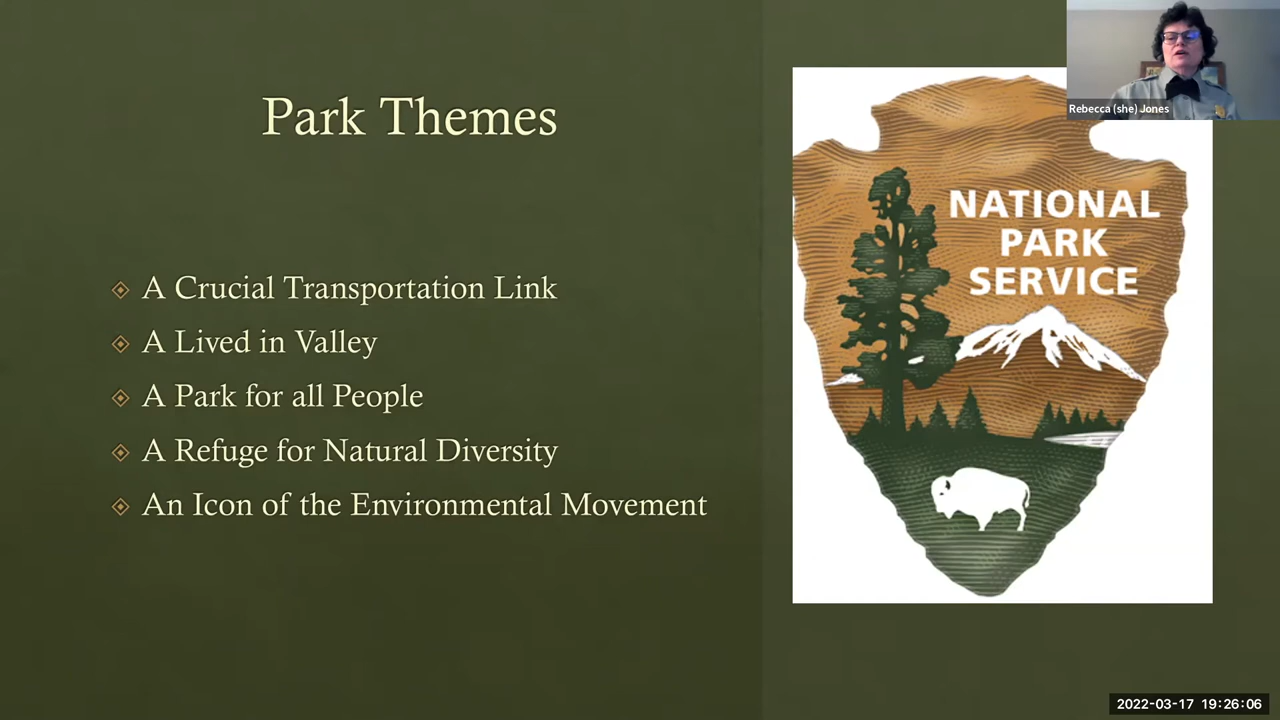 Park Themes
A Crucial Transportation Link
A Lived in Valley
A Park for all People
A Refuge for Natural Diversity
An Icon of the Environmental Movement
NATIONAL
PARK
SERVICE
Rebecca (she) Jones
2022-03-17 19:26:06